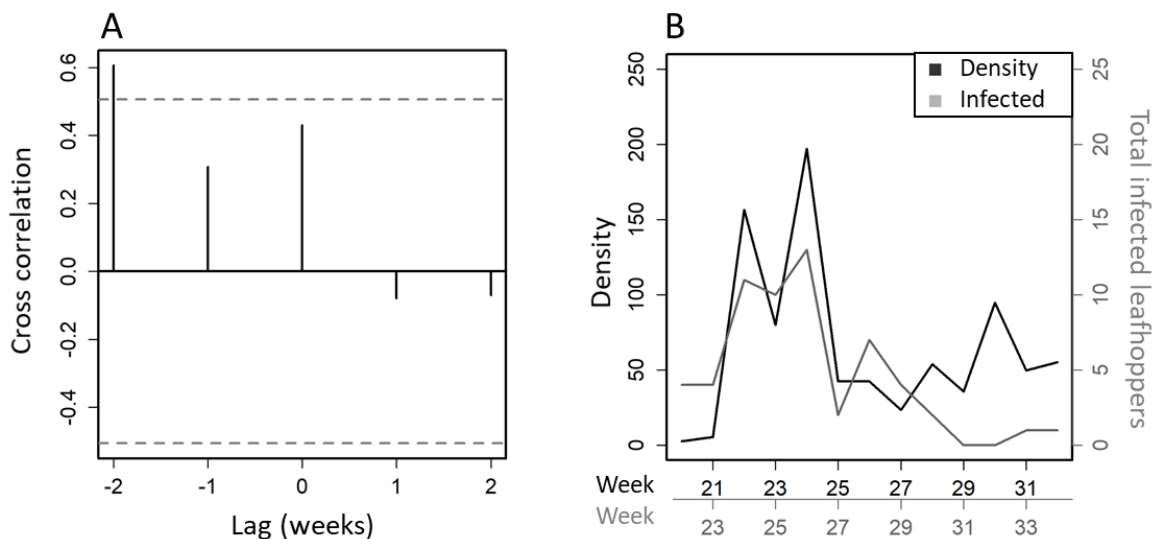 A
Cross correlation
0.6
0.4
0.2
0.0
-0.2
-0.4
-2 -1 0 1 2
Lag (weeks)
B
Density
Infected
Density
250
200
150
100
50
0
25
20
15
10
5
0
Total infected leafhoppers
Week 21 23 25 27 29 31
Week 23 25 27 29 31 33